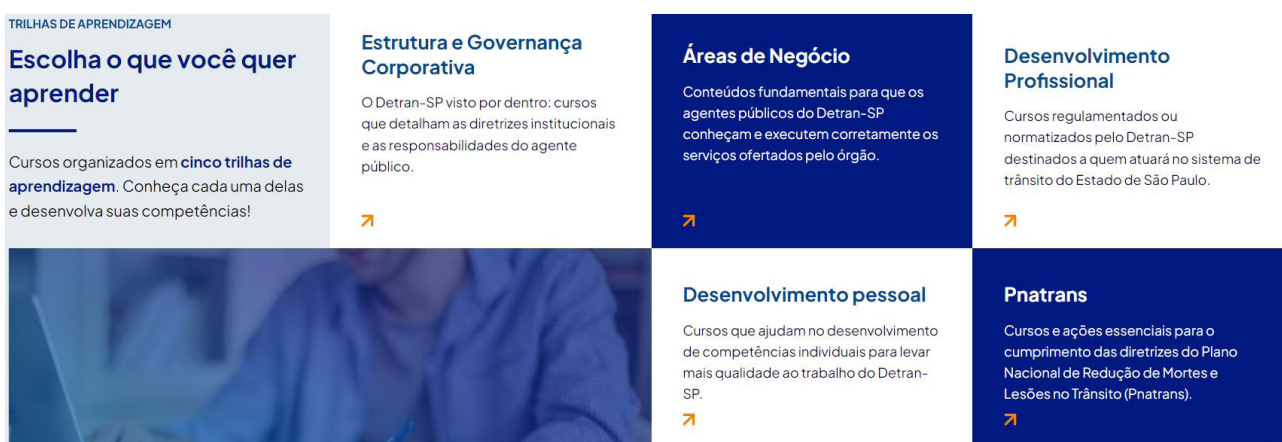 TRILHAS DE APRENDIZAGEM
Escolha o que você quer
aprender
Cursos organizados em cinco trilhas de
aprendizagem. Conheça cada uma delas
e desenvolva suas competências!
Estrutura e Governança
Corporativa
O Detran-SP visto por dentro: cursos
que detalham as diretrizes institucionais
e as responsabilidades do agente
público.
Áreas de Negócio
Conteúdos fundamentais para que os
agentes públicos do Detran-SP
conheçam e executem corretamente os
serviços ofertados pelo órgão.
Desenvolvimento
Profissional
Cursos regulamentados ou
normatizados pelo Detran-SP
destinados a quem atuará no sistema de
trânsito do Estado de São Paulo.
Desenvolvimento pessoal
Cursos que ajudam no desenvolvimento
de competências individuais para levar
mais qualidade ao trabalho do Detran-
SP.
Pnatrans
Cursos e ações essenciais para o
cumprimento das diretrizes do Plano
Nacional de Redução de Mortes e
Lesões no Trânsito (Pnatrans).